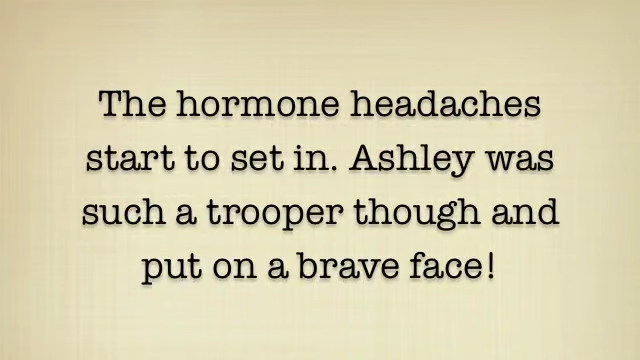 The hormone headaches
start to set in. Ashley was
such a trooper though and
put on a brave face!